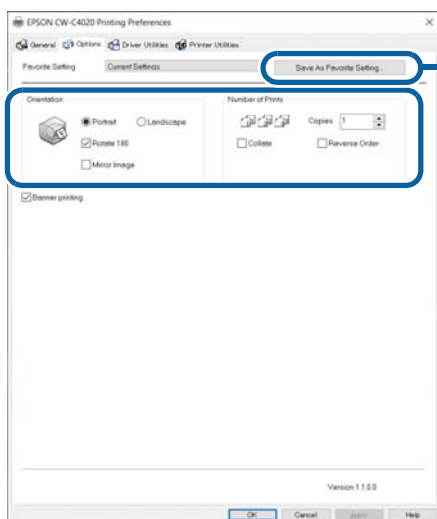 EPSON CW-C4020 Printing Preferences
General Options Driver Utilities Printer Utilities
Favorite Setting Current Settings Save As Favorite Setting...
Orientation Number of Prints
Portrait Landscape Copies 1
Rotate 180 Collate Reverse Order
Mirror Image
Banner printing
Version 1.1.0.0
OK Cancel Apply Help